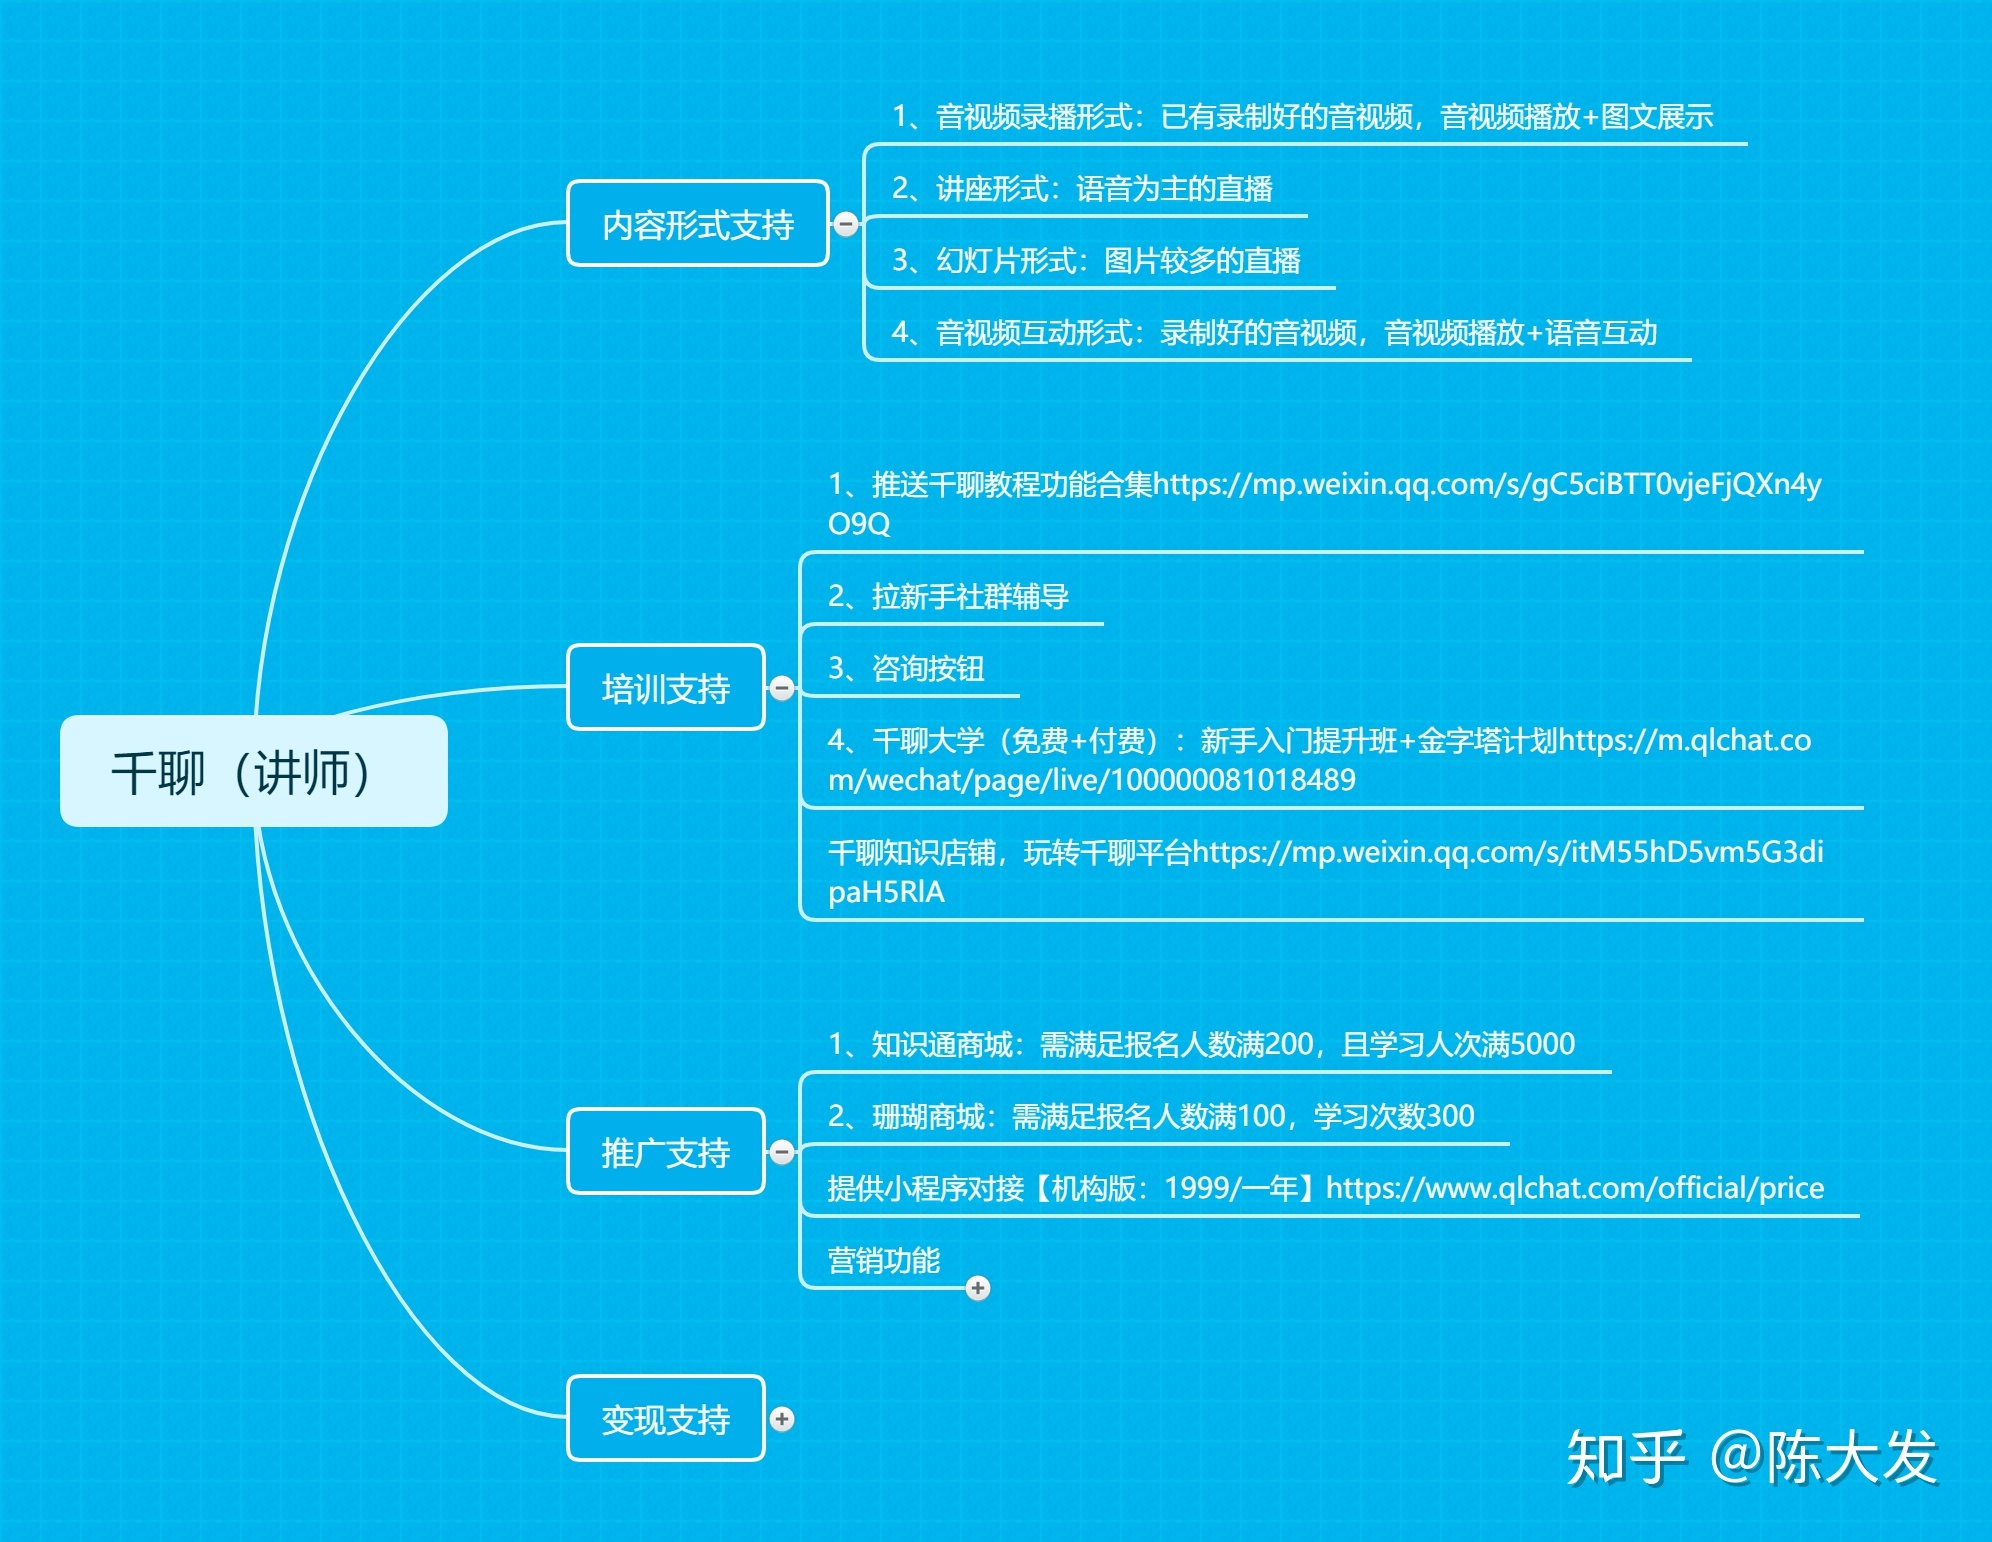 1、音视频录播形式：已有录制好的音视频，音视频播放+图文展示
2、讲座形式：语音为主的直播
内容形式支持
3、幻灯片形式：图片较多的直播
4、音视频互动形式：录制好的音视频，音视频播放+语音互动
1、推送千聊教程功能合集https://mp.weixin.qq.com/s/gC5ciBTT0vjeFjQXn4y
O9Q
2、拉新手社群辅导
3、咨询按钮
培训支持
4、千聊大学（免费+付费）：新手入门提升班+金字塔计划https://m.qlchat.co
m/wechat/page/live/100000081018489
千聊（讲师）
千聊知识店铺，玩转千聊平台https://mp.weixin.qq.com/s/itM55hD5vm5G3di
paH5RlA
1、知识通商城：需满足报名人数满200，且学习人次满5000
2、珊瑚商城：需满足报名人数满100，学习次数300
推广支持
提供小程序对接【机构版：1999/一年】https://www.qlchat.com/official/price
营销功能
变现支持
知乎 @陈大发